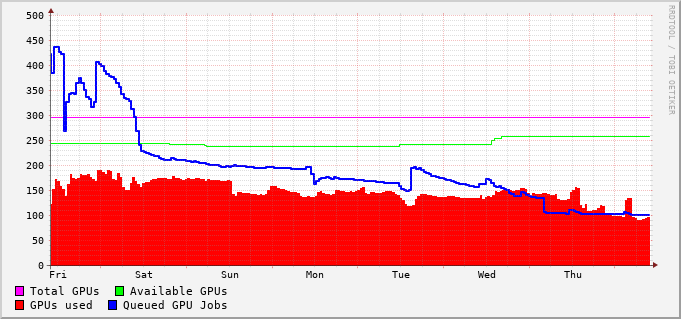 500
450
400
350
300
250
200
150
100
50
0
Fri Sat Sun Mon Tue Wed Thu
Total GPUs Available GPUs
GPUs used Queued GPU Jobs
RRDTOOL / TOBI OETIKER